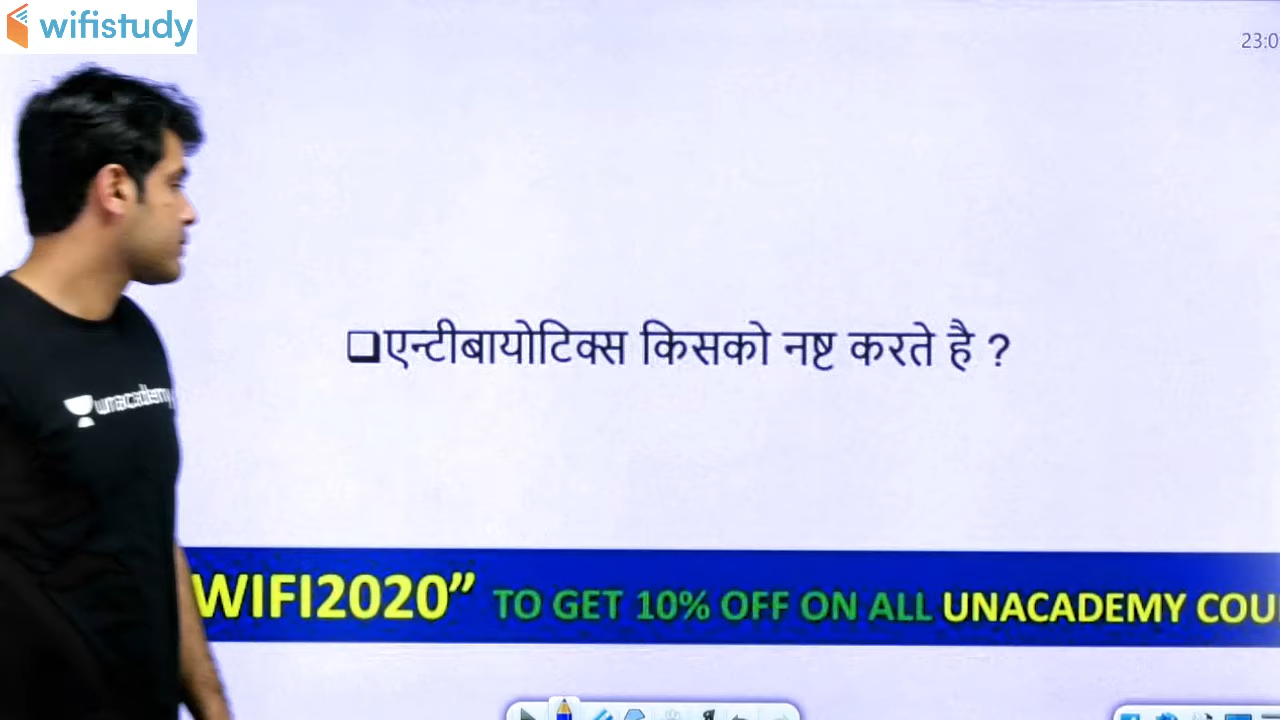 wifistudy
23:0
unacademy
❑एन्टीबायोटिक्स किसको नष्ट करते है ?
WIFI2020” TO GET 10% OFF ON ALL UNACADEMY COU